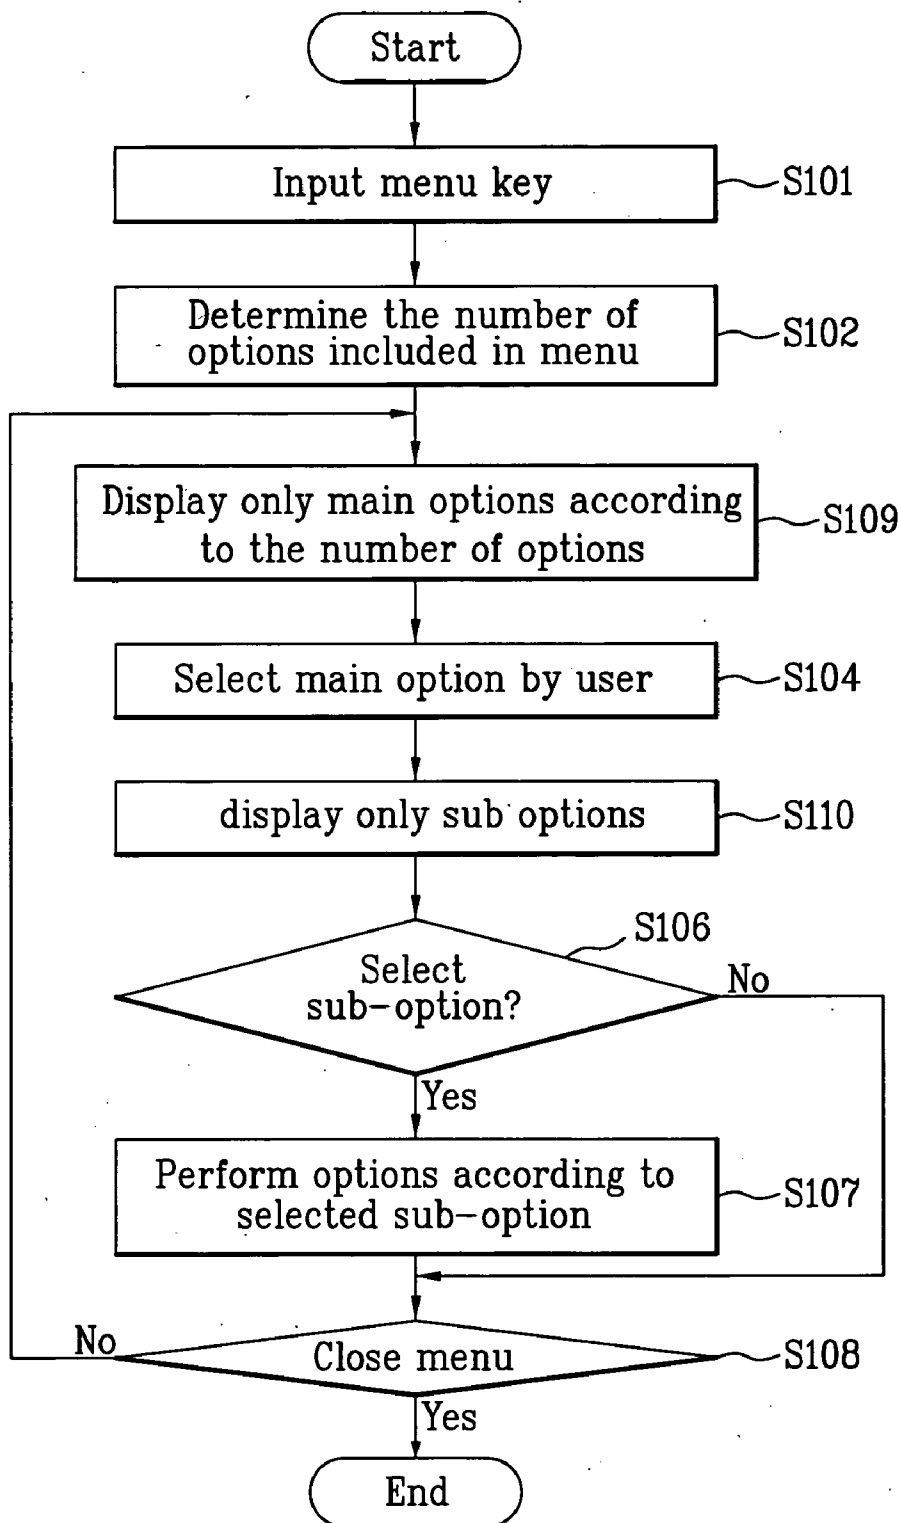 Start
Input menu key
S101
Determine the number of
options included in menu
S102
Display only main options according
to the number of options
S109
Select main option by user
S104
display only sub options
S110
S106
Select
sub-option?
No
Yes
Perform options according to
selected sub-option
S107
No
Close menu
S108
Yes
End